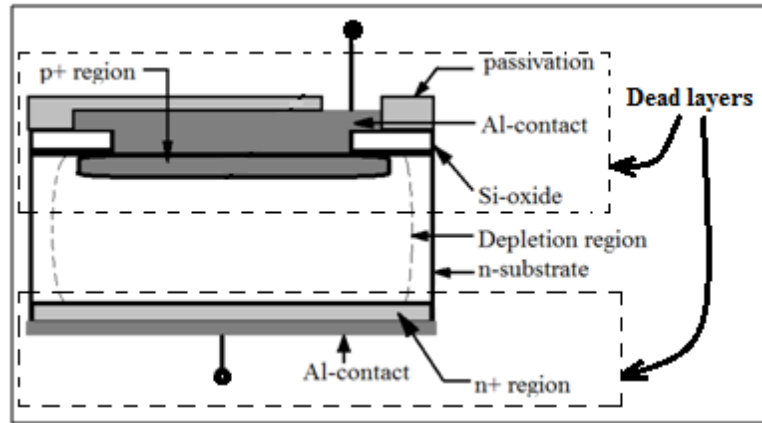 p+ region
passivation
Dead layers
Al-contact
Si-oxide
Depletion region
n-substrate
Al-contact
n+ region